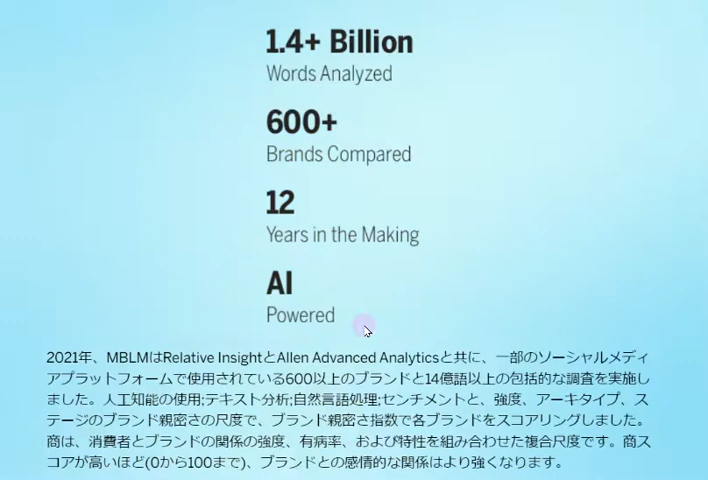 1.4+ Billion
Words Analyzed
600+
Brands Compared
12
Years in the Making
AI
Powered
2021年、MBLMはRelative InsightとAllen Advanced Analyticsと共に、一部のソーシャルメディ
アプラットフォームで使用されている600以上のブランドと14億語以上の包括的な調査を実施し
ました。人工知能の使用;テキスト分析;自然言語処理;センチメントと、強度、アーキタイプ、ス
テージのブランド親密さの尺度で、ブランド親密さ指数で各ブランドをスコアリングしました。
商は、消費者とブランドの関係の強度、有病率、および特性を組み合わせた複合尺度です。商ス
コアが高いほど(0から100まで)、ブランドとの感情的な関係はより強くなります。